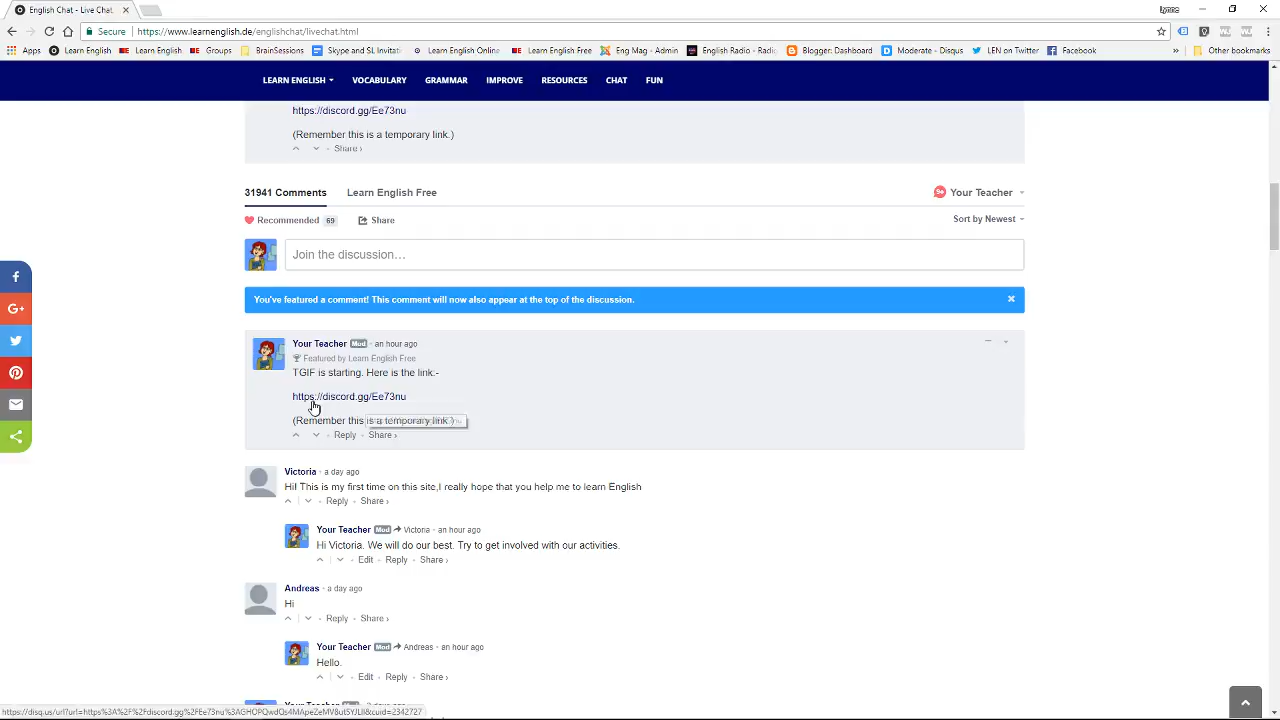 English Chat - Live Chat.
Lynne
Secure
https://www.learnenglish.de/englishchat/livechat.html
Apps
Learn English
Learn English
Groups
BrainSessions
Skype and SL Invitati
Learn English Online
Learn English Free
Eng Mag - Admin
English Radio - Radio
Blogger: Dashboard
Moderate - Disqus
LEN on Twitter
Facebook
»
Other bookmarks
LEARN ENGLISH
VOCABULARY
GRAMMAR
IMPROVE
RESOURCES
CHAT
FUN
https://discord.gg/Ee73nu
(Remember this is a temporary link.)
Share ›
31941 Comments
Learn English Free
9+
Your Teacher
Recommended 69
Share
Sort by Newest
Join the discussion…
You've featured a comment! This comment will now also appear at the top of the discussion.
Your Teacher Mod • an hour ago
Featured by Learn English Free
TGIF is starting. Here is the link:-
https://discord.gg/Ee73nu
(Remember this is a temporary link.)
• Reply • Share ›
Victoria • a day ago
Hi! This is my first time on this site,I really hope that you help me to learn English
• Reply • Share ›
Your Teacher Mod Victoria • an hour ago
Hi Victoria. We will do our best. Try to get involved with our activities.
• Edit • Reply • Share ›
Andreas • a day ago
Hi
• Reply • Share ›
Your Teacher Mod Andreas • an hour ago
Hello.
• Edit • Reply • Share ›